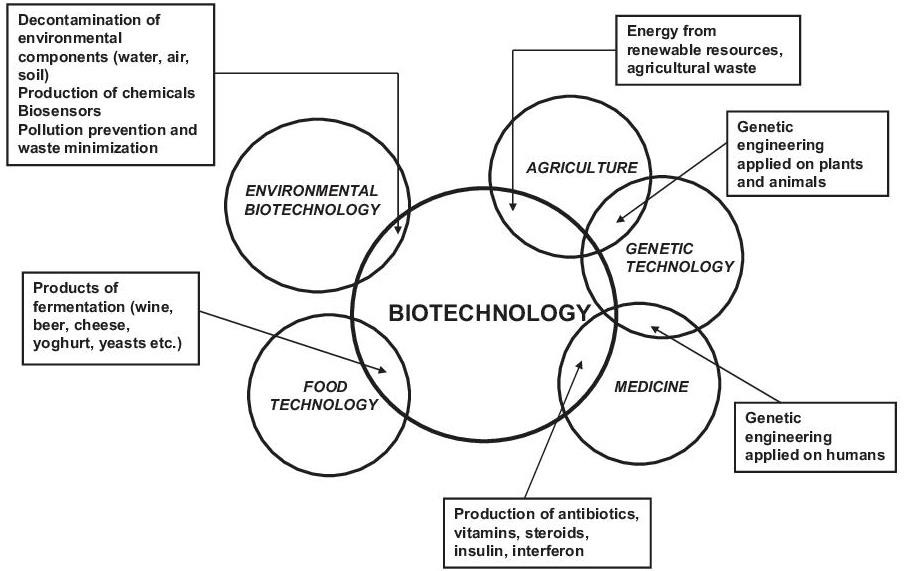 Decontamination of
environmental
components (water, air,
soil)
Production of chemicals
Biosensors
Pollution prevention and
waste minimization
Energy from
renewable resources,
agricultural waste
Genetic
engineering
applied on plants
and animals
AGRICULTURE
ENVIRONMENTAL
BIOTECHNOLOGY
GENETIC
TECHNOLOGY
Products of
fermentation (wine,
beer, cheese,
yoghurt, yeasts etc.)
BIOTECHNOLOGY
FOOD
TECHNOLOGY
MEDICINE
Genetic
engineering
applied on humans
Production of antibiotics,
vitamins, steroids,
insulin, interferon